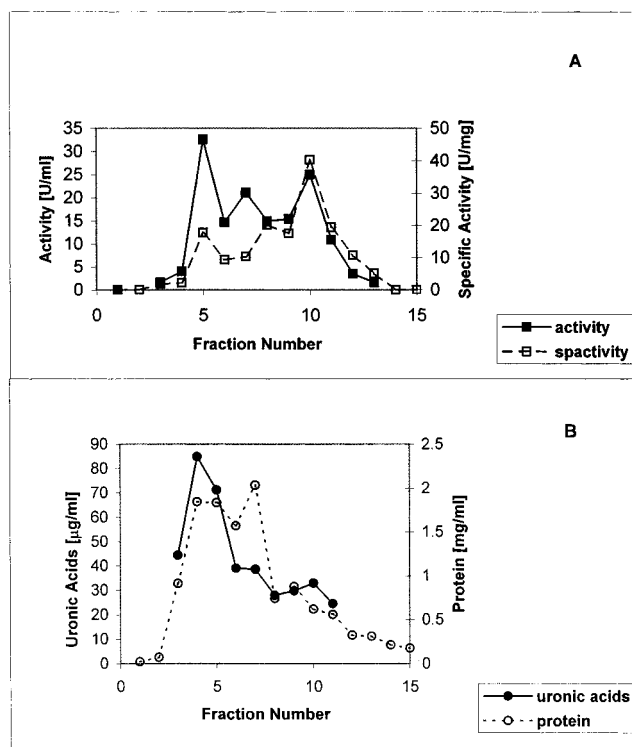 A
35
30
25
20
15
10
5
0
Activity [U/ml]
50
40
30
20
10
0
Specific Activity [U/mg]
0 5 10 15
Fraction Number
activity
spactivity
B
90
80
70
60
50
40
30
20
10
0
Uronic Acids [µg/ml]
2.5
2
1.5
1
0.5
0
Protein [mg/ml]
0 5 10 15
Fraction Number
uronic acids
protein